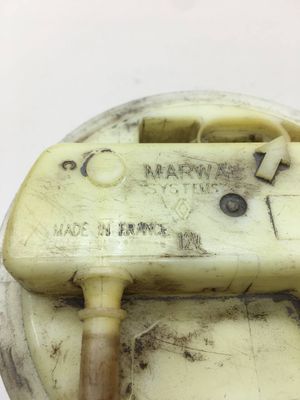 C
MARWAL
SYSTEMS
MADE IN FRANCE 12V